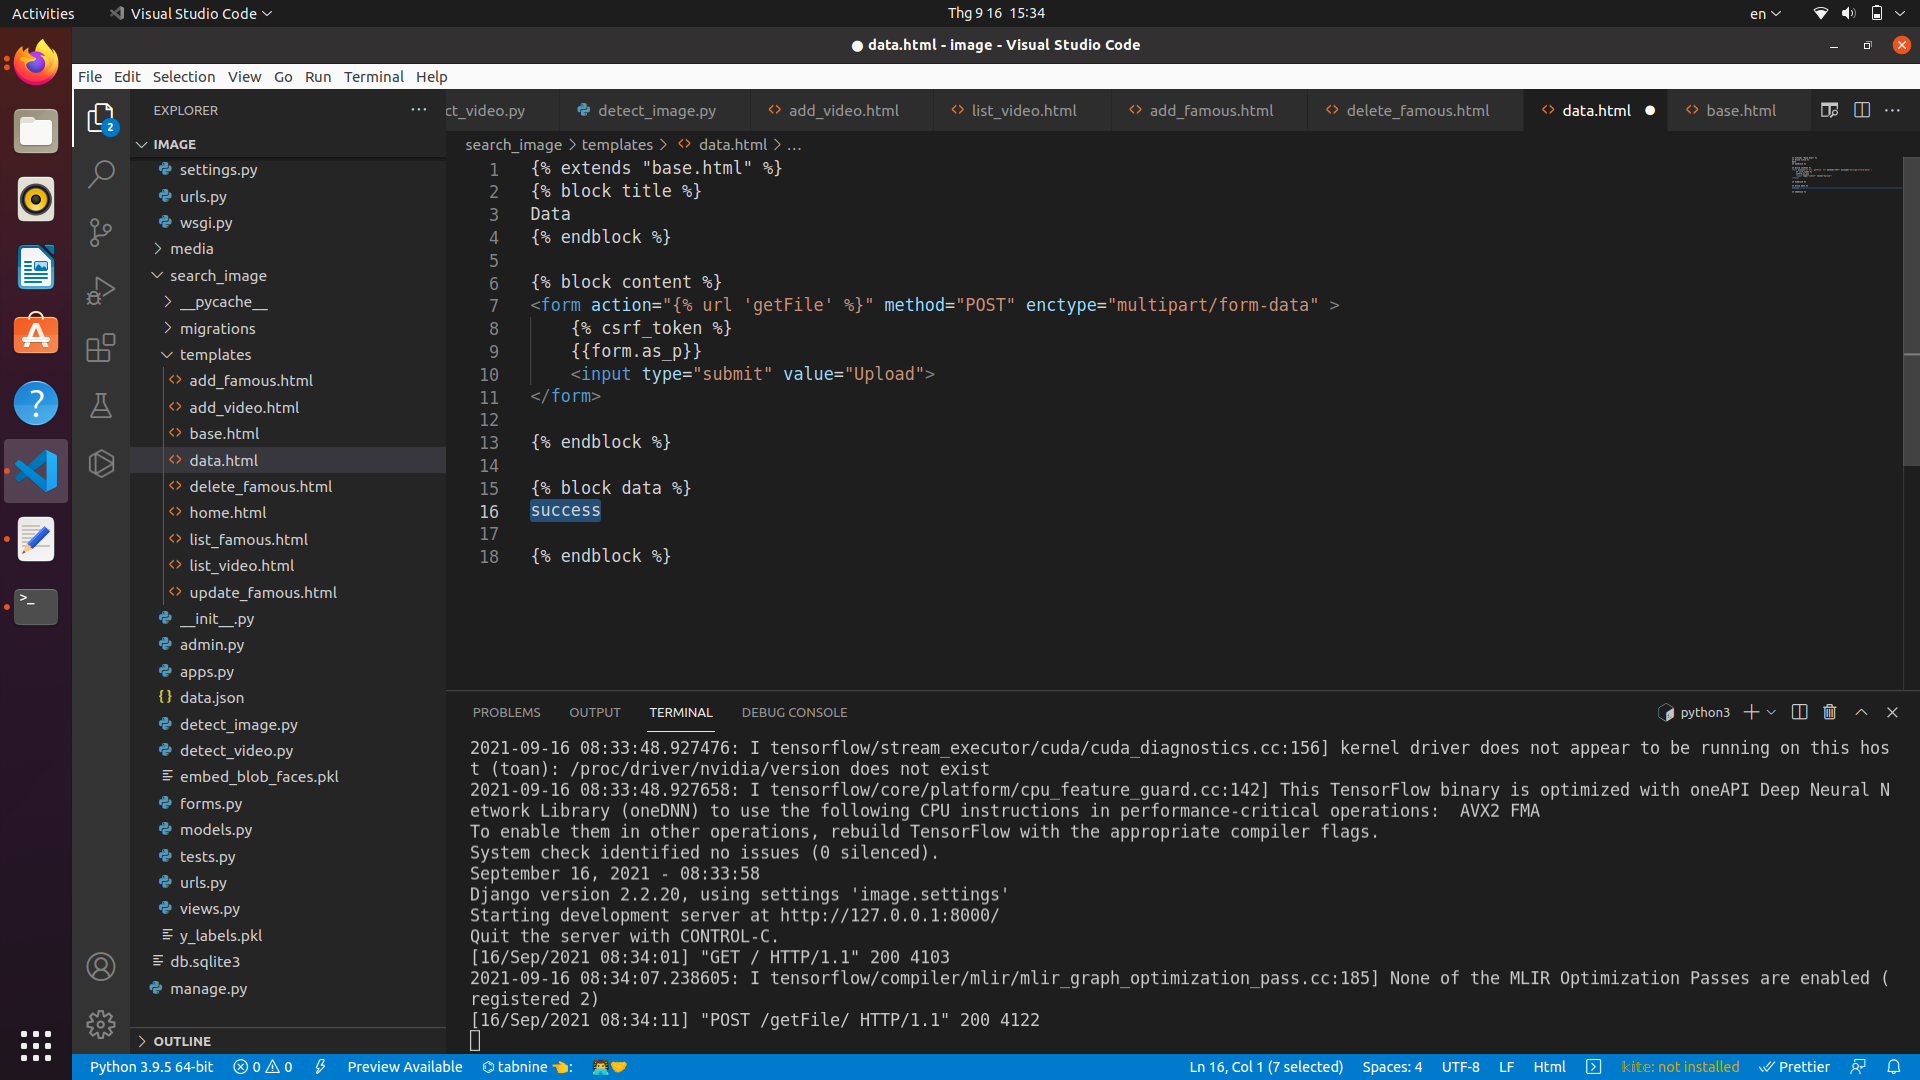 Activities
Visual Studio Code
Thg 9 16 15:34
en
● data.html - image - Visual Studio Code
File Edit Selection View Go Run Terminal Help
2
EXPLORER
IMAGE
settings.py
urls.py
wsgi.py
media
search_image
__pycache__
migrations
templates
add_famous.html
add_video.html
base.html
data.html
delete_famous.html
home.html
list_famous.html
list_video.html
update_famous.html
__init__.py
admin.py
apps.py
data.json
detect_image.py
detect_video.py
embed_blob_faces.pkl
forms.py
models.py
tests.py
urls.py
views.py
y_labels.pkl
db.sqlite3
manage.py
OUTLINE
ct_video.py detect_image.py add_video.html list_video.html add_famous.html delete_famous.html data.html base.html
search_image > templates > data.html > ...
1 {% extends "base.html" %}
2 {% block title %}
3 Data
4 {% endblock %}
5
6 {% block content %}
7 <form action="{% url 'getFile' %}" method="POST" enctype="multipart/form-data" >
8 {% csrf_token %}
9 {{form.as_p}}
10 <input type="submit" value="Upload">
11 </form>
12
13 {% endblock %}
14
15 {% block data %}
16 success
17
18 {% endblock %}
PROBLEMS OUTPUT TERMINAL DEBUG CONSOLE
python3
2021-09-16 08:33:48.927476: I tensorflow/stream_executor/cuda/cuda_diagnostics.cc:156] kernel driver does not appear to be running on this hos
t (toan): /proc/driver/nvidia/version does not exist
2021-09-16 08:33:48.927658: I tensorflow/core/platform/cpu_feature_guard.cc:142] This TensorFlow binary is optimized with oneAPI Deep Neural N
etwork Library (oneDNN) to use the following CPU instructions in performance-critical operations:  AVX2 FMA
To enable them in other operations, rebuild TensorFlow with the appropriate compiler flags.
System check identified no issues (0 silenced).
September 16, 2021 - 08:33:58
Django version 2.2.20, using settings 'image.settings'
Starting development server at http://127.0.0.1:8000/
Quit the server with CONTROL-C.
[16/Sep/2021 08:34:01] "GET / HTTP/1.1" 200 4103
2021-09-16 08:34:07.238605: I tensorflow/compiler/mlir/mlir_graph_optimization_pass.cc:185] None of the MLIR Optimization Passes are enabled (
registered 2)
[16/Sep/2021 08:34:11] "POST /getFile/ HTTP/1.1" 200 4122
Python 3.9.5 64-bit 0 0 Preview Available tabnine 👈: Ln 16, Col 1 (7 selected) Spaces: 4 UTF-8 LF Html kite: not installed Prettier